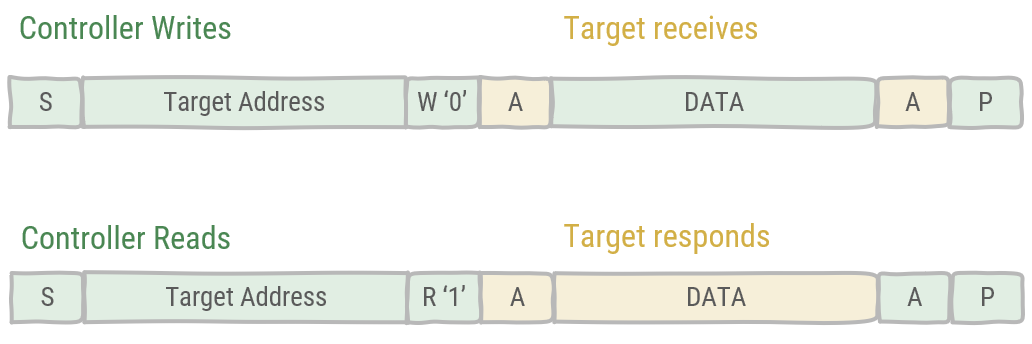 Controller Writes Target receives
S Target Address W ‘0’ A DATA A P
Controller Reads Target responds
S Target Address R ‘1’ A DATA A P